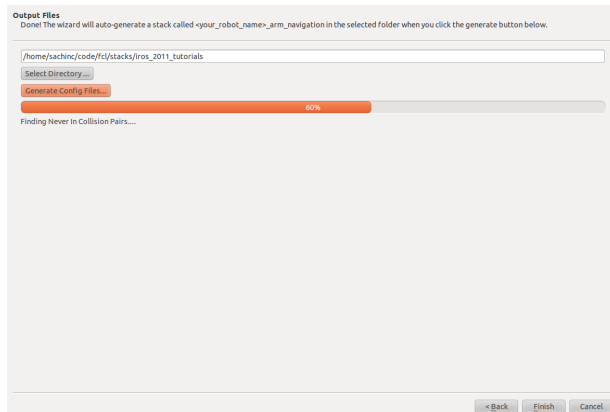 Output Files
Done! The wizard will auto-generate a stack called <your_robot_name>_arm_navigation in the selected folder when you click the generate button below.
/home/sachinc/code/fcl/stacks/iros_2011_tutorials
Select Directory ...
Generate Config Files...
60%
Finding Never In Collision Pairs....
< Back Finish Cancel